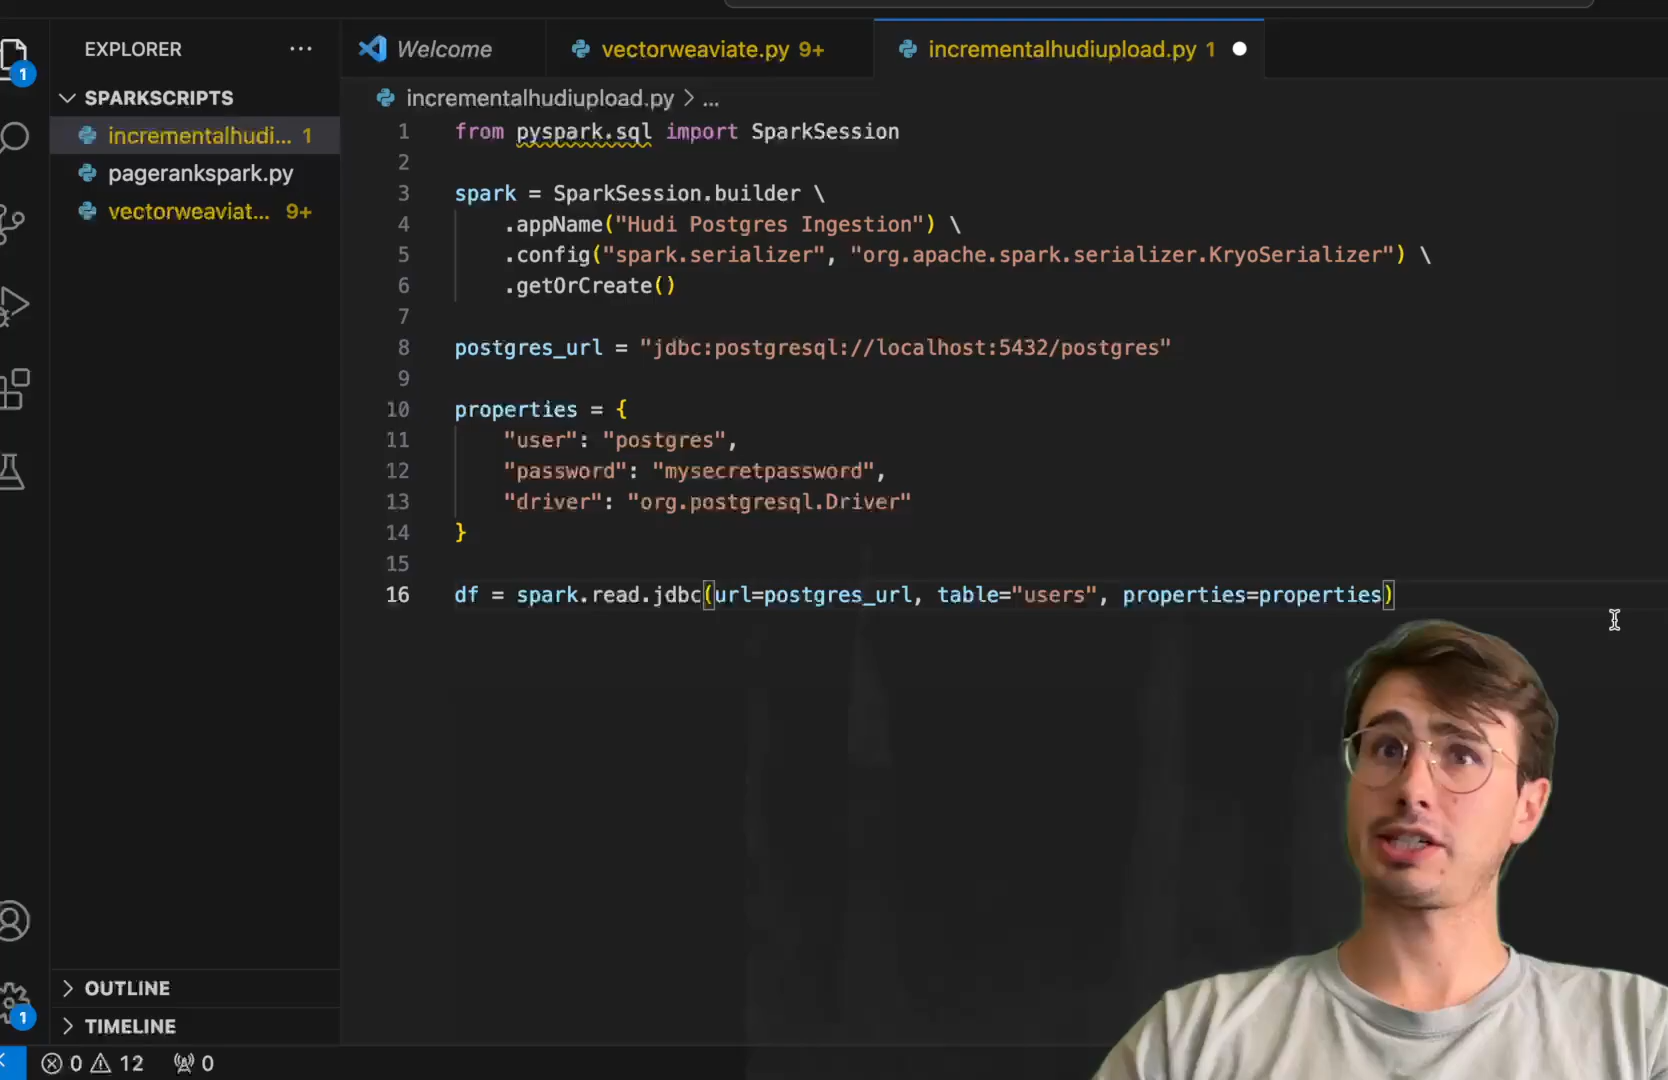 EXPLORER ...
SPARKSCRIPTS
incrementalhudi... 1
pagerankspark.py
vectorweaviat... 9+
OUTLINE
TIMELINE
1
1
0 12 0
Welcome
vectorweaviate.py 9+
incrementalhudiupload.py 1
incrementalhudiupload.py > ...
1 from pyspark.sql import SparkSession
2
3 spark = SparkSession.builder \
4 .appName("Hudi Postgres Ingestion") \
5 .config("spark.serializer", "org.apache.spark.serializer.KryoSerializer") \
6 .getOrCreate()
7
8 postgres_url = "jdbc:postgresql://localhost:5432/postgres"
9
10 properties = {
11 "user": "postgres",
12 "password": "mysecretpassword",
13 "driver": "org.postgresql.Driver"
14 }
15
16 df = spark.read.jdbc(url=postgres_url, table="users", properties=properties)